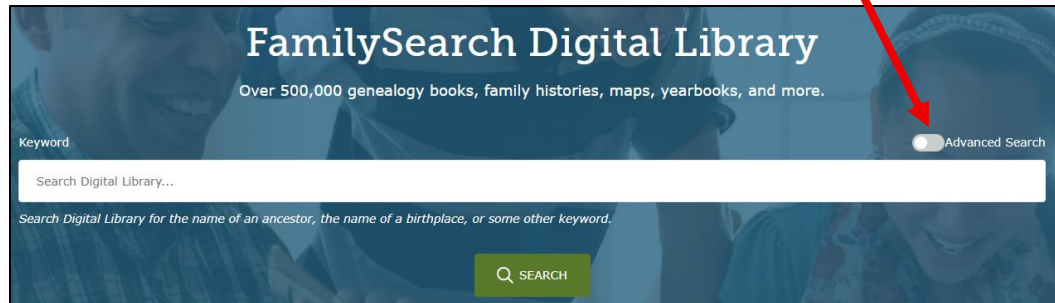 FamilySearch Digital Library
Over 500,000 genealogy books, family histories, maps, yearbooks, and more.
Keyword
Advanced Search
Search Digital Library...
Search Digital Library for the name of an ancestor, the name of a birthplace, or some other keyword.
SEARCH